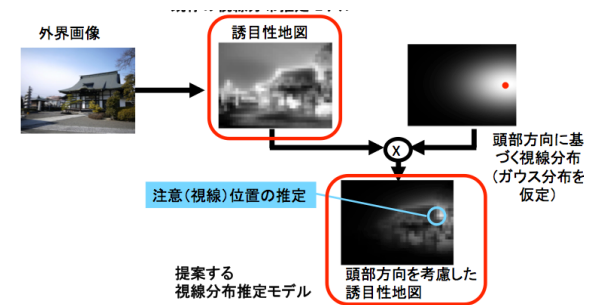 外界画像
誘目性地図
X
頭部方向に基
づく視線分布
(ガウス分布を
仮定)
注意(視線)位置の推定
提案する
視線分布推定モデル
頭部方向を考慮した
誘目性地図